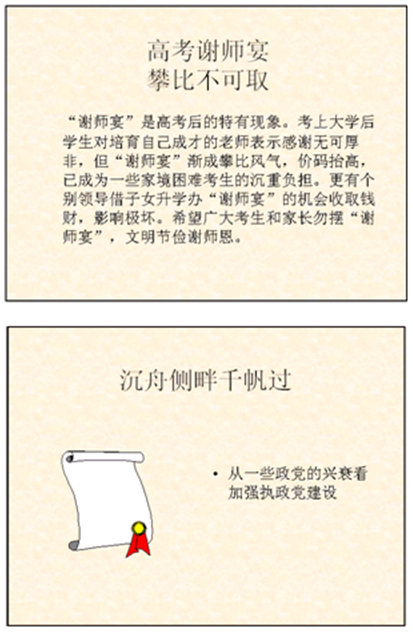 高考谢师宴
攀比不可取
“谢师宴”是高考后的特有现象。考上大学后
学生对培育自己成才的老师表示感谢无可厚
非，但“谢师宴”渐成攀比风气，价码抬高，
已成为一些家境困难考生的沉重负担。更有个
别领导借子女升学办“谢师宴”的机会收取钱
财，影响极坏。希望广大考生和家长勿摆“谢
师宴”，文明节俭谢师恩。
沉舟侧畔千帆过
• 从一些政党的兴衰看
加强执政党建设